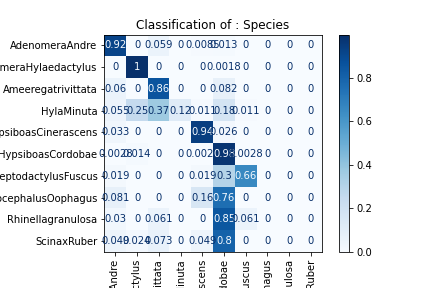 Classification of : Species
AdenomeraAndre 0.92 0 0.059 0 0.0085 0.013 0 0 0 0
meraHylaedactylus 0 1 0 0 0 0.0018 0 0 0 0
Ameeregatrivittata 0.06 0 0.86 0 0 0.082 0 0 0 0
HylaMinuta 0.055 0.25 0.37 0.12 0.011 0.18 0.011 0 0 0
psiboasCinerascens 0.033 0 0 0 0.94 0.026 0 0 0 0
HypsiboasCordobae 0.0028 0.014 0 0 0.98 0.0028 0 0 0
eptodactylusFuscus 0.019 0 0 0 0.019 0.3 0.66 0 0 0
ocephalusOophagus 0.081 0 0 0 0.16 0.76 0 0 0 0
Rhinellagranulosa 0.03 0 0.061 0 0 0.85 0.061 0 0 0
ScinaxRuber 0.049 0.024 0.073 0 0.049 0.8 0 0 0 0
0.8
0.6
0.4
0.2
0.0
Andre
ctylus
ittata
inuta
scens
dobae
uscus
hagus
ulosa
Ruber